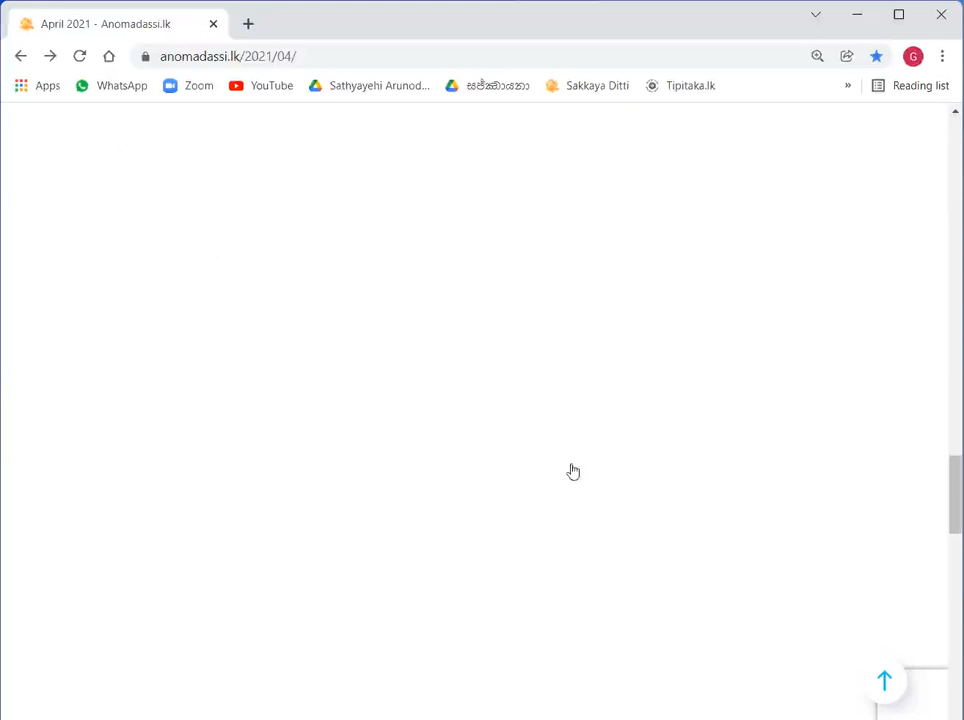 April 2021 - Anomadassi.lk
anomadassi.lk/2021/04/
G
Apps WhatsApp Zoom YouTube Sathyayehi Arunod... සජ්ඣායනා Sakkaya Ditti Tipitaka.lk » Reading list